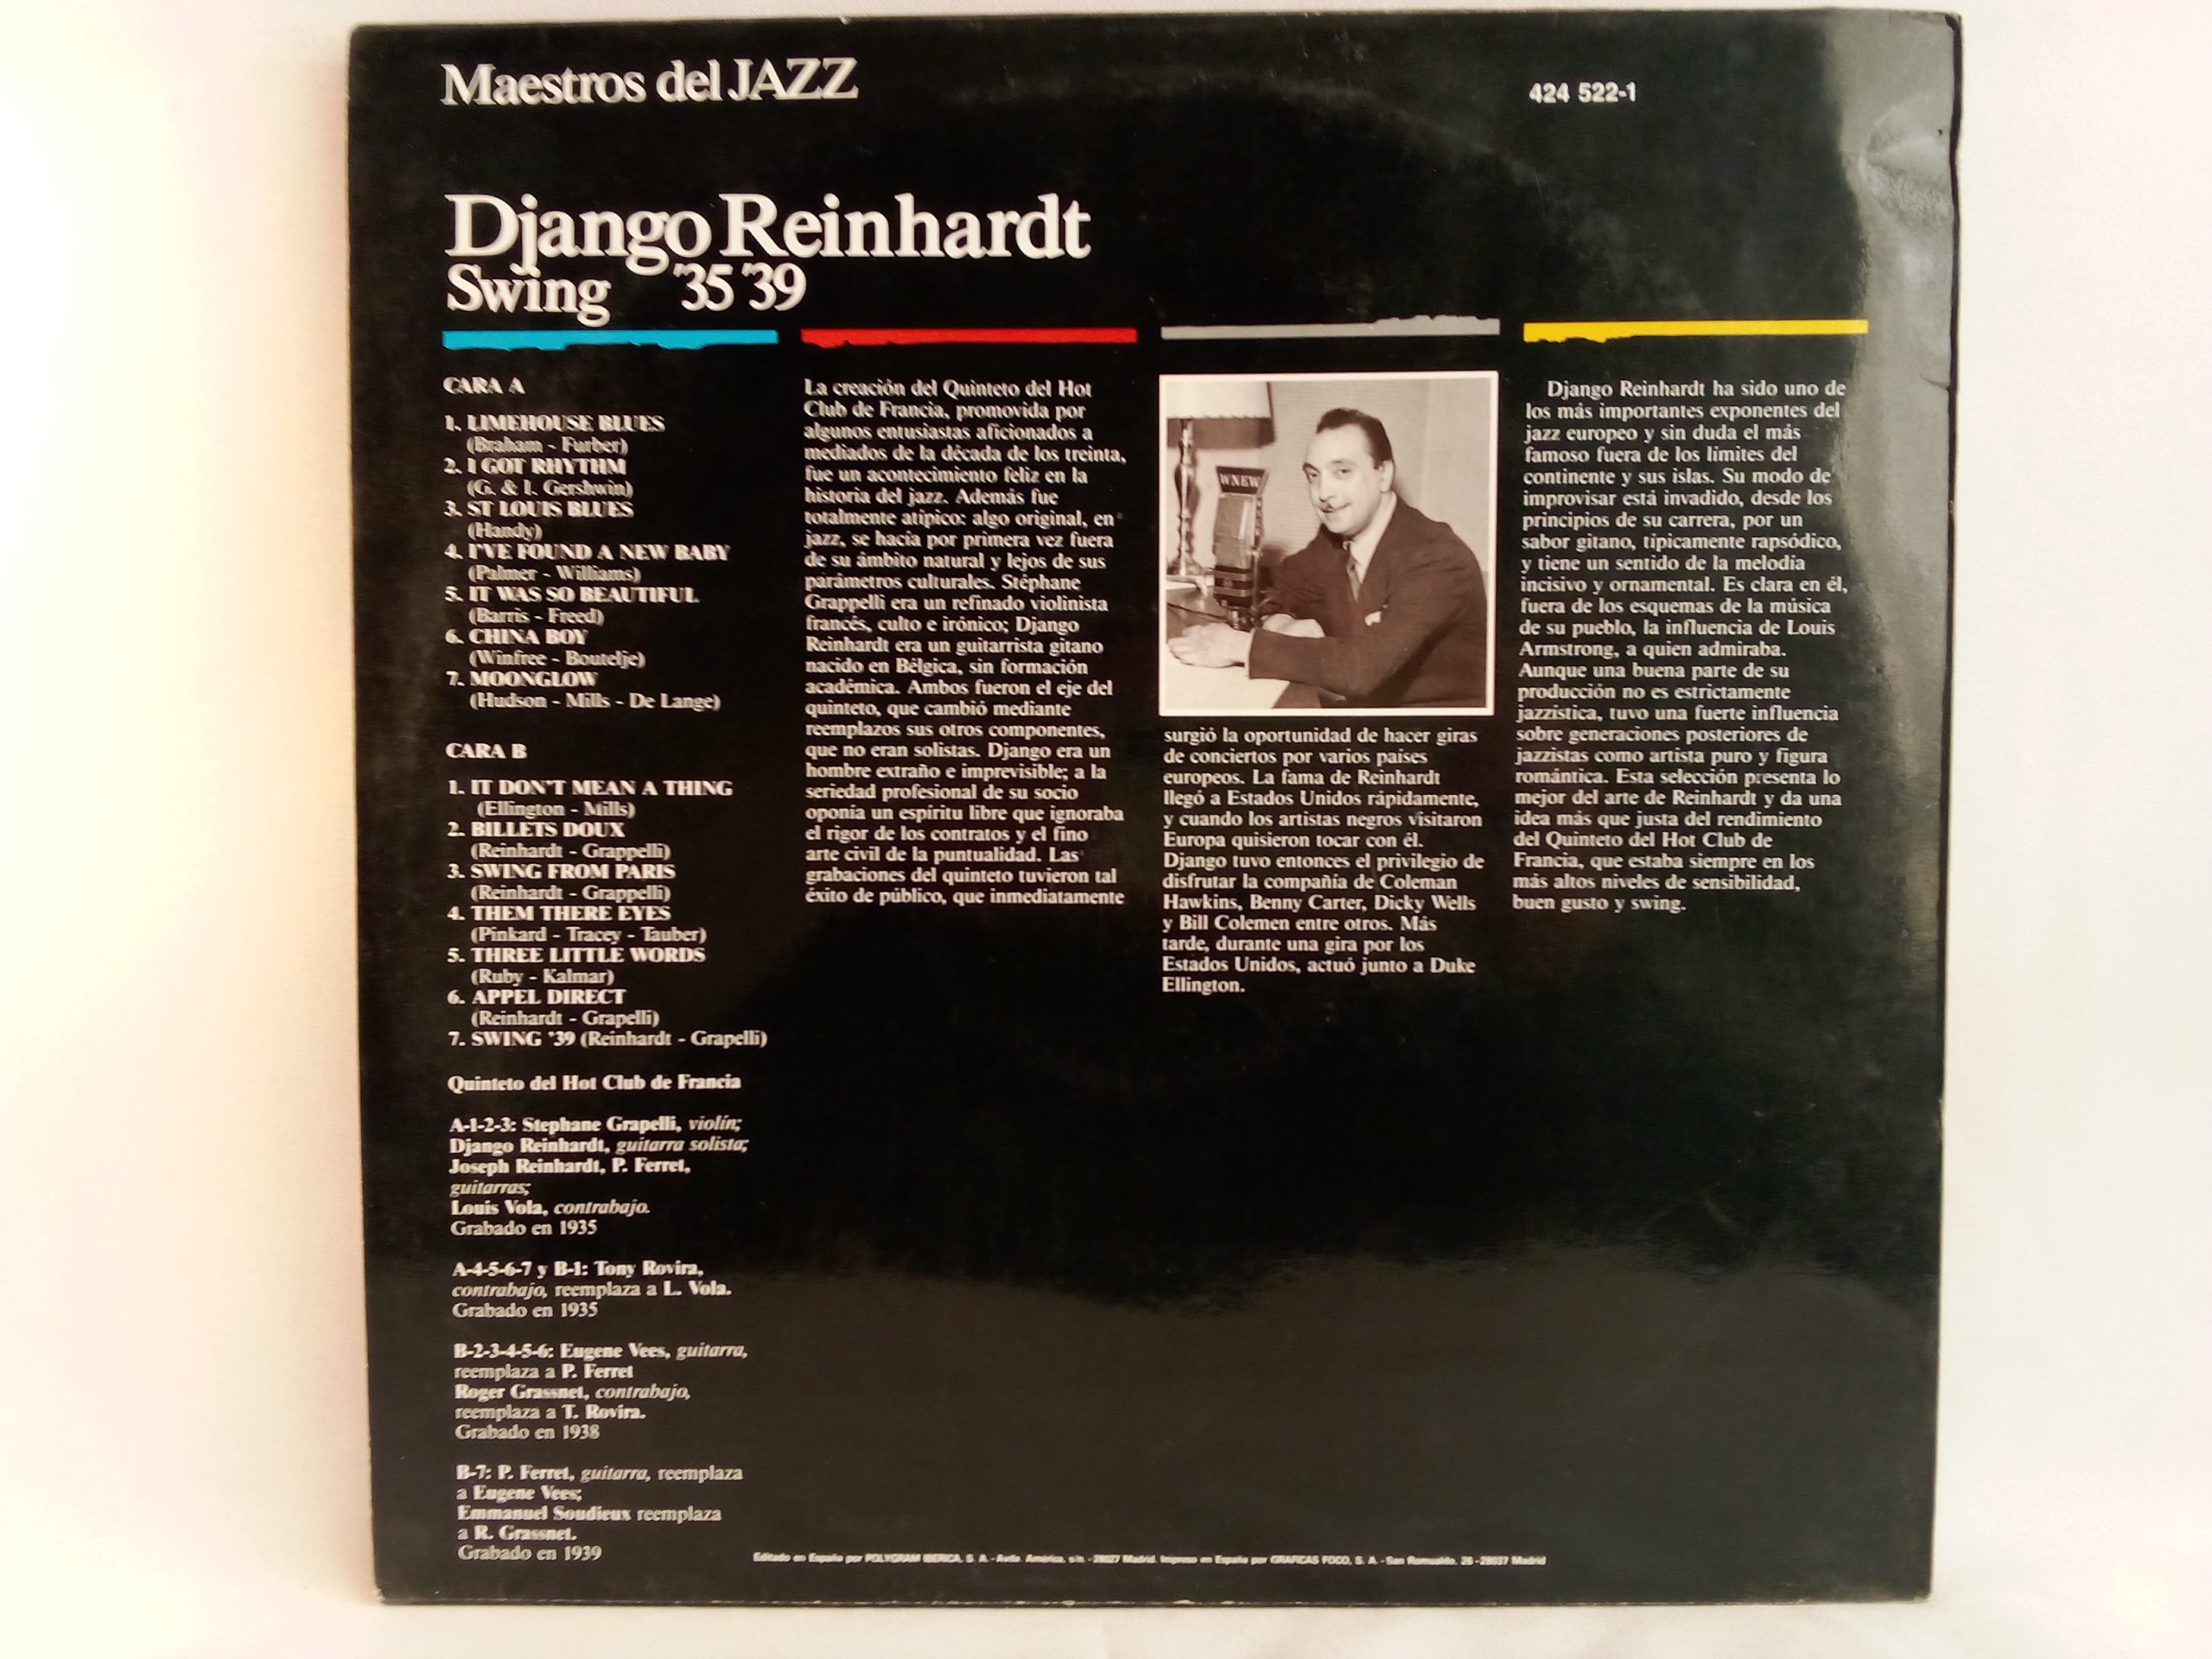 Maestros del JAZZ
424 522-1
Django Reinhardt
Swing '35 '39
CARA A
1. LIMEHOUSE BLUES
(Braham - Furber)
2. I GOT RHYTHM
(G. & I. Gershwin)
3. ST LOUIS BLUES
(Handy)
4. I'VE FOUND A NEW BABY
(Palmer - Williams)
5. IT WAS SO BEAUTIFUL
(Barris - Freed)
6. CHINA BOY
(Winfree - Boutelje)
7. MOONGLOW
(Hudson - Mills - De Lange)
CARA B
1. IT DON'T MEAN A THING
(Ellington - Mills)
2. BILLETS DOUX
(Reinhardt - Grappelli)
3. SWING FROM PARIS
(Reinhardt - Grappelli)
4. THEM THERE EYES
(Pinkard - Tracey - Tauber)
5. THREE LITTLE WORDS
(Ruby - Kalmar)
6. APPEL DIRECT
(Reinhardt - Grapelli)
7. SWING '39 (Reinhardt - Grapelli)
Quinteto del Hot Club de Francia
A-1-2-3: Stephane Grapelli, violín;
Django Reinhardt, guitarra solista;
Joseph Reinhardt, P. Ferret,
guitarras;
Louis Vola, contrabajo.
Grabado en 1935
A-4-5-6-7 y B-1: Tony Rovira,
contrabajo, reemplaza a L. Vola.
Grabado en 1935
B-2-3-4-5-6: Eugene Vees, guitarra,
reemplaza a P. Ferret
Roger Grassnet, contrabajo,
reemplaza a T. Rovira.
Grabado en 1938
B-7: P. Ferret, guitarra, reemplaza
a Eugene Vees;
Emmanuel Soudieux reemplaza
a R. Grassnet.
Grabado en 1939
La creación del Quinteto del Hot
Club de Francia, promovida por
algunos entusiastas aficionados a
mediados de la década de los treinta,
fue un acontecimiento feliz en la
historia del jazz. Además fue
totalmente atípico: algo original, en
jazz, se hacía por primera vez fuera
de su ámbito natural y lejos de sus
parámetros culturales. Stéphane
Grappelli era un refinado violinista
francés, culto e irónico; Django
Reinhardt era un guitarrista gitano
nacido en Bélgica, sin formación
académica. Ambos fueron el eje del
quinteto, que cambió mediante
reemplazos sus otros componentes,
que no eran solistas. Django era un
hombre extraño e imprevisible; a la
seriedad profesional de su socio
oponía un espíritu libre que ignoraba
el rigor de los contratos y el fino
arte civil de la puntualidad. Las
grabaciones del quinteto tuvieron tal
éxito de público, que inmediatamente
WNEW
surgió la oportunidad de hacer giras
de conciertos por varios países
europeos. La fama de Reinhardt
llegó a Estados Unidos rápidamente,
y cuando los artistas negros visitaron
Europa quisieron tocar con él.
Django tuvo entonces el privilegio de
disfrutar la compañía de Coleman
Hawkins, Benny Carter, Dicky Wells
y Bill Colemen entre otros. Más
tarde, durante una gira por los
Estados Unidos, actuó junto a Duke
Ellington.
Django Reinhardt ha sido uno de
los más importantes exponentes del
jazz europeo y sin duda el más
famoso fuera de los límites del
continente y sus islas. Su modo de
improvisar está invadido, desde los
principios de su carrera, por un
sabor gitano, típicamente rapsódico,
y tiene un sentido de la melodía
incisivo y ornamental. Es clara en él,
fuera de los esquemas de la música
de su pueblo, la influencia de Louis
Armstrong, a quien admiraba.
Aunque una buena parte de su
producción no es estrictamente
jazzística, tuvo una fuerte influencia
sobre generaciones posteriores de
jazzistas como artista puro y figura
romántica. Esta selección presenta lo
mejor del arte de Reinhardt y da una
idea más que justa del rendimiento
del Quinteto del Hot Club de
Francia, que estaba siempre en los
más altos niveles de sensibilidad,
buen gusto y swing.
Editado en España por POLYGRAM IBERICA, S. A. - Avda. América, s/n. - 28027 Madrid. Impreso en España por GRAFICAS FOCO, S. A. - San Romualdo, 26 - 28037 Madrid